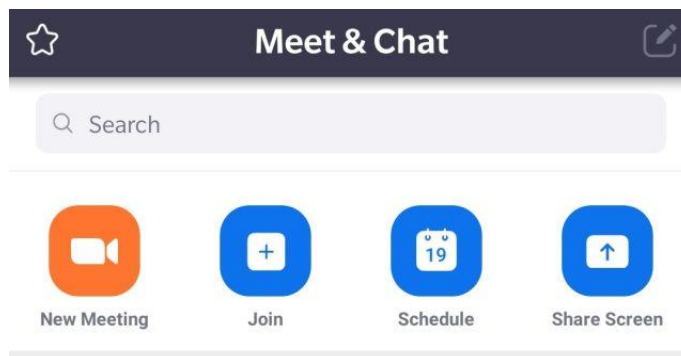 Meet & Chat
Search
19
New Meeting
Join
Schedule
Share Screen